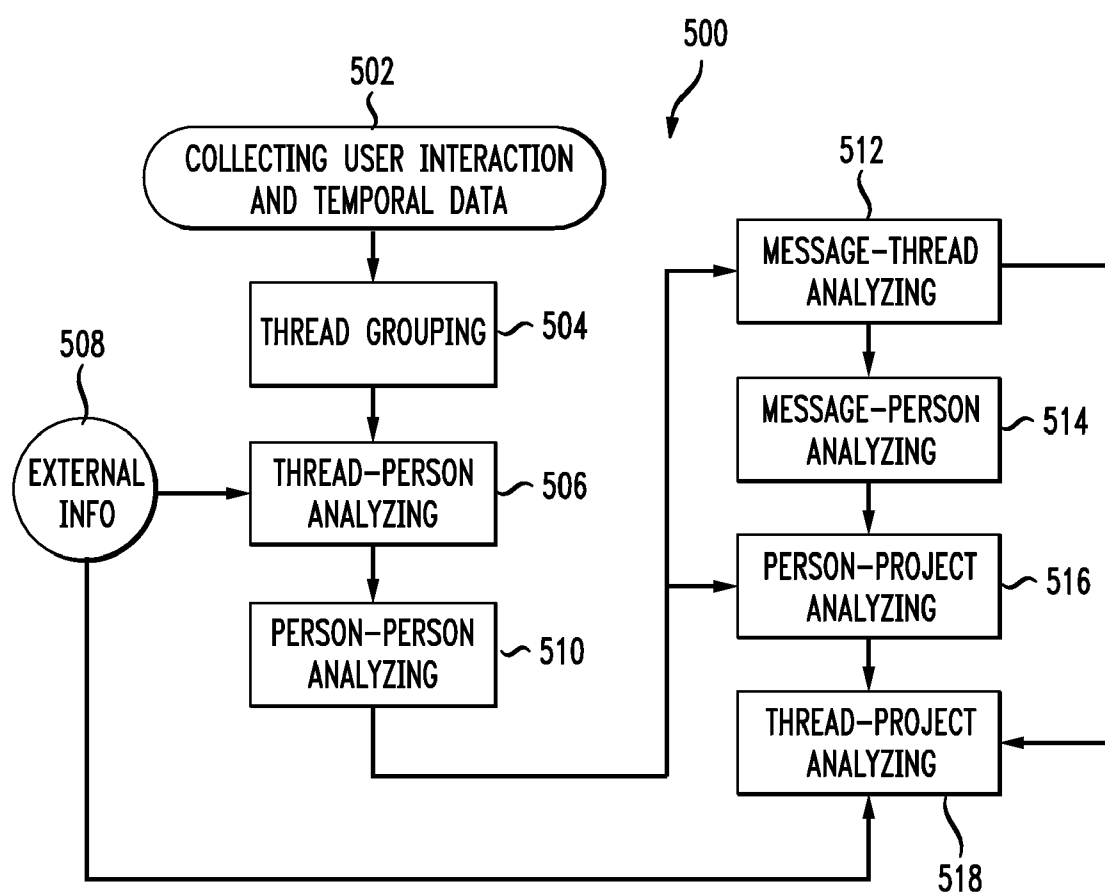 500
502
COLLECTING USER INTERACTION
AND TEMPORAL DATA
512
MESSAGE-THREAD
ANALYZING
THREAD GROUPING
504
508
EXTERNAL
INFO
MESSAGE-PERSON
ANALYZING
514
THREAD-PERSON
ANALYZING
506
PERSON-PROJECT
ANALYZING
516
PERSON-PERSON
ANALYZING
510
THREAD-PROJECT
ANALYZING
518